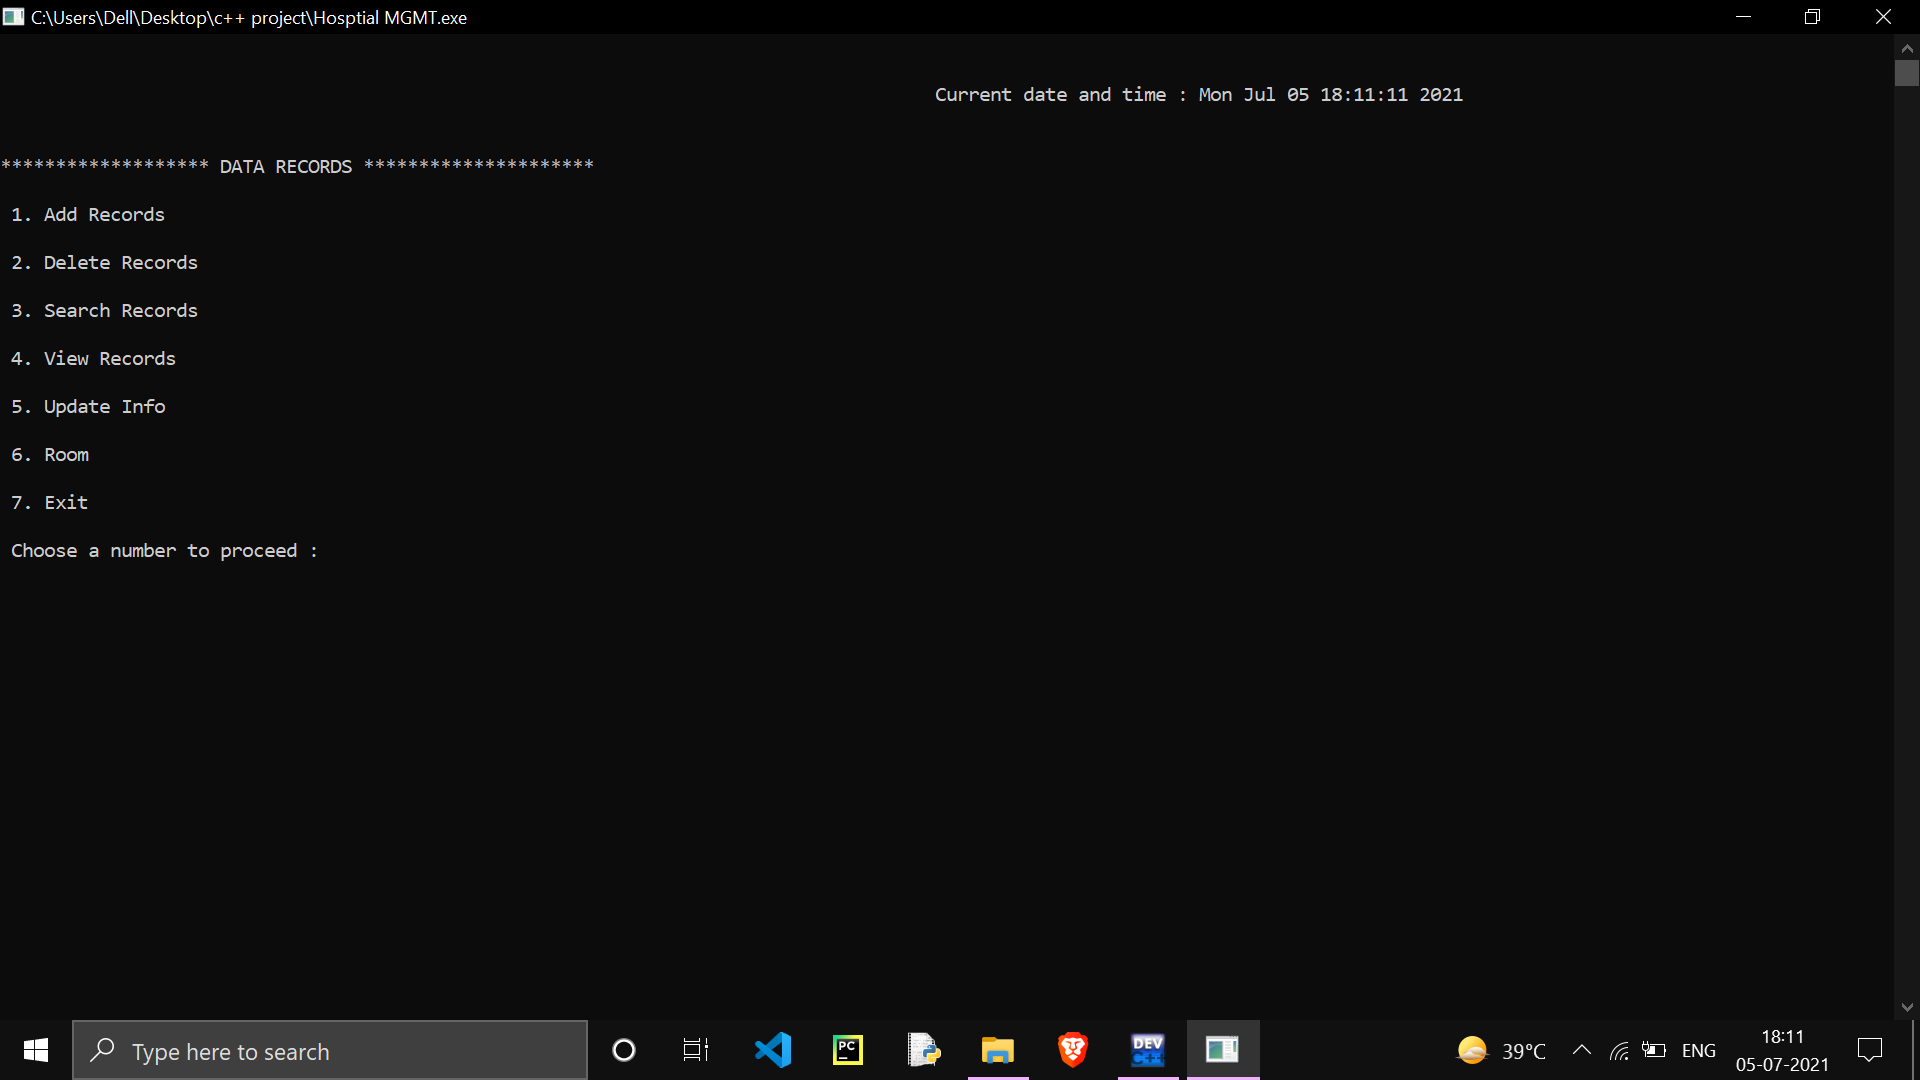 C:\Users\Dell\Desktop\c++ project\Hosptial MGMT.exe
Current date and time : Mon Jul 05 18:11:11 2021
******************* DATA RECORDS *********************
1. Add Records
2. Delete Records
3. Search Records
4. View Records
5. Update Info
6. Room
7. Exit
Choose a number to proceed :
Type here to search
PC
DEV
C++
39°C
ENG
18:11
05-07-2021